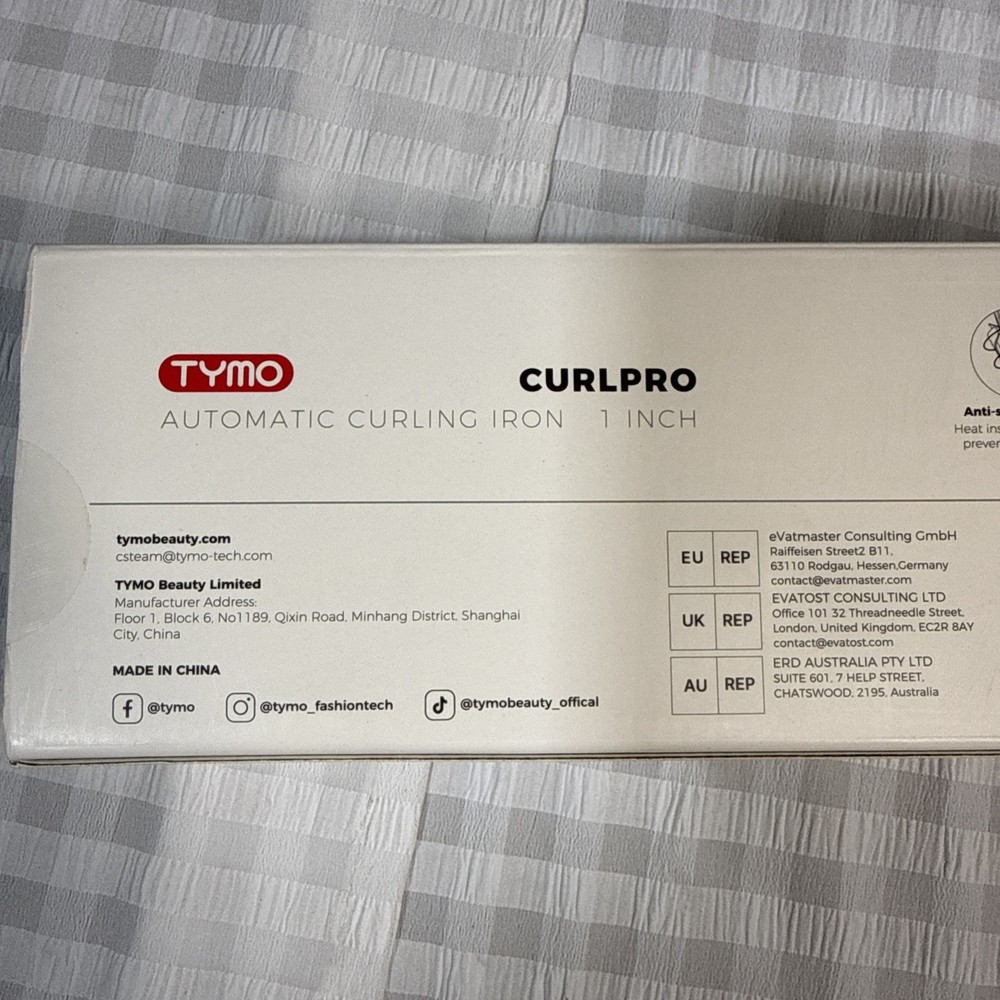 TYMO
CURLPRO
AUTOMATIC CURLING IRON 1 INCH
Heat
tymobeauty.com
csteam@tymo-tech.com
TYMO Beauty Limited
Manufacturer Address:
Floor 1, Block 6, No1189, Qixin Road, Minhang District, Shanghai
City, China
MADE IN CHINA
@tymo
@tymo_fashiontech
@tymobeauty_offical
EU REP
eVatmaster Consulting GmbH
Raiffeisen Street2 B11,
63110 Rodgau, Hessen,Germany
contact@evatmaster.com
UK REP
EVATOST CONSULTING LTD
Office 101 32 Threadneedle Street,
London, United Kingdom, EC2R 8AY
contact@evatost.com
AU REP
ERD AUSTRALIA PTY LTD
SUITE 601, 7 HELP STREET,
CHATSWOOD, 2195, Australia